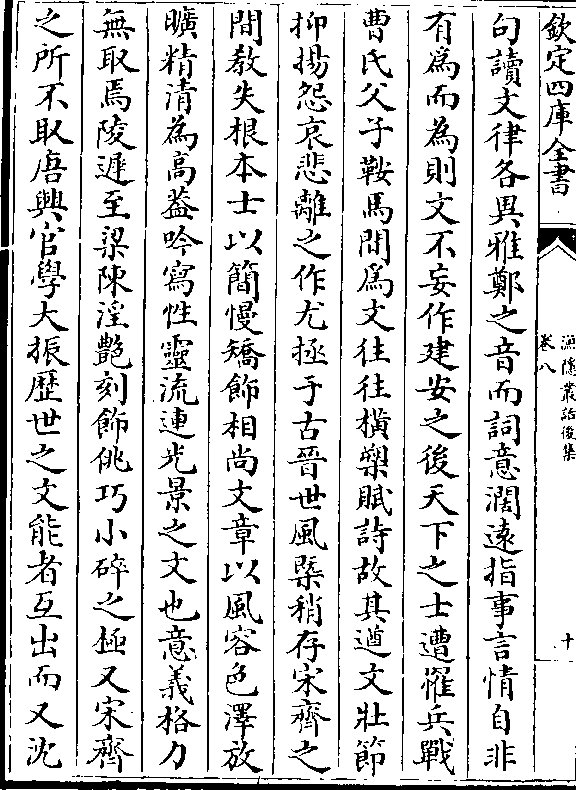 欽定四庫全書
漁隱叢話後集
卷八
十
句讀文律各異雅鄭之音而詞意濶逺指事言情自非
有為而為則文不妄作建安之後天下之士遭罹兵戰
曹氏父子鞍馬間為文往往橫槊賦詩故其遒文壯節
抑揚怨哀悲離之作尤極于古晉世風槩稍存宋齊之
間教失根本士以簡慢矯飾相尚文章以風容色澤放
曠精清為高葢吟寫性靈流連光景之文也意義格力
無取焉陵遲至梁陳淫艷刻飾佻巧小碎之極又宋齊
之所不取唐興官學大振歴世之文能者互出而又沈